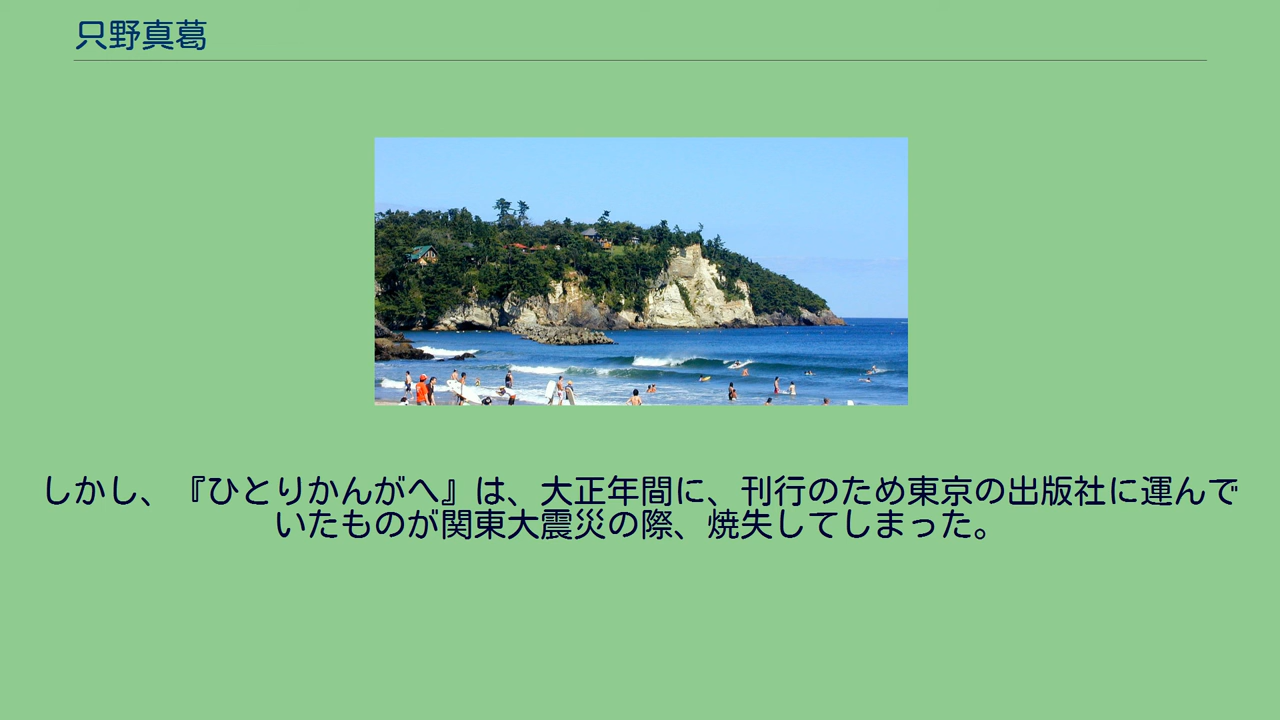 只野真葛
しかし、『ひとりかんがへ』は、大正年間に、刊行のため東京の出版社に運んで
いたものが関東大震災の際、焼失してしまった。